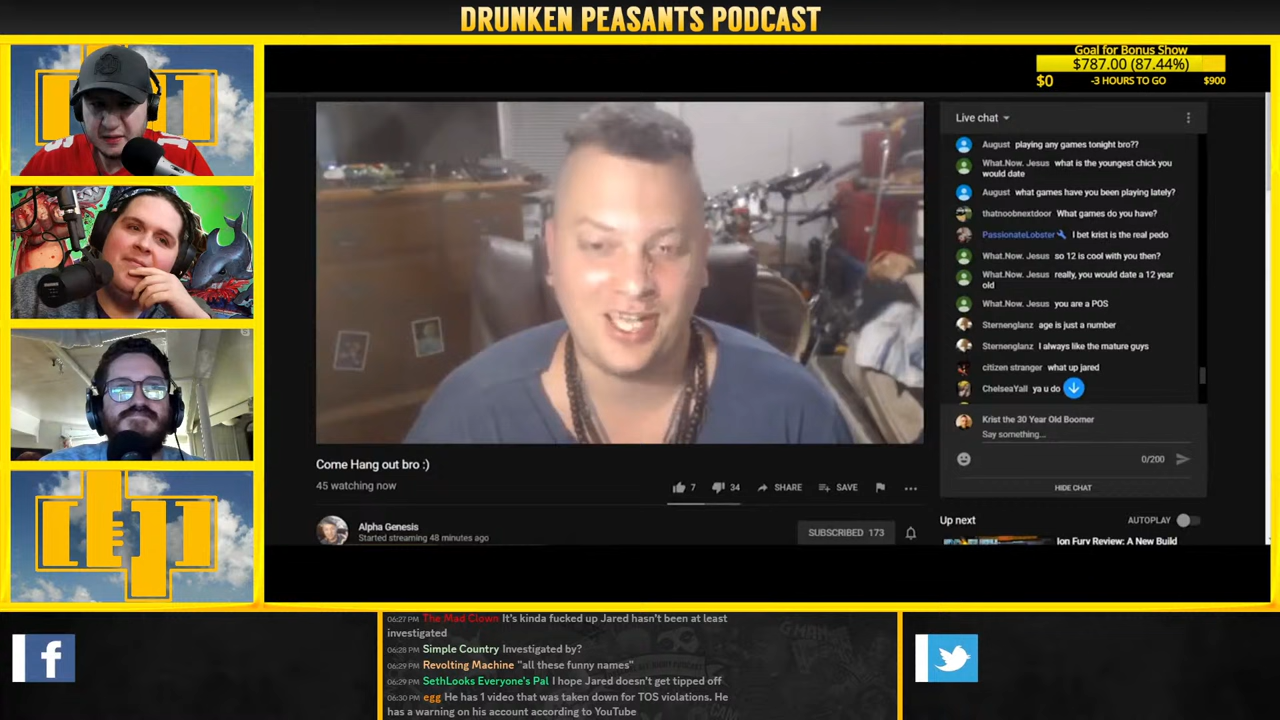 DRUNKEN PEASANTS PODCAST
Goal for Bonus Show
$787.00 (87.44%)
$0
-3 HOURS TO GO
$900
Live chat
August playing any games tonight bro??
What.Now. Jesus what is the youngest chick you
would date
August what games have you been playing lately?
thatnoobnextdoor What games do you have?
PassionateLobster I bet krist is the real pedo
What.Now. Jesus so 12 is cool with you then?
What.Now. Jesus really, you would date a 12 year
old
What.Now. Jesus you are a POS
Sternenglanz age is just a number
Sternenglanz I always like the mature guys
citizen stranger what up jared
ChelseaYall ya u do
Krist the 30 Year Old Boomer
Say something...
0/200
HIDE CHAT
Come Hang out bro :)
45 watching now
7
34
SHARE
SAVE
Alpha Genesis
Started streaming 48 minutes ago
SUBSCRIBED 173
Up next
AUTOPLAY
Ion Fury Review: A New Build
06:27 PM The Mad Clown It's kinda fucked up Jared hasn't been at least
investigated
06:28 PM Simple Country Investigated by?
06:29 PM Revolting Machine "all these funny names"
06:29 PM SethLooks Everyone's Pal I hope Jared doesn't get tipped off
06:30 PM egg He has 1 video that was taken down for TOS violations. He
has a warning on his account according to YouTube